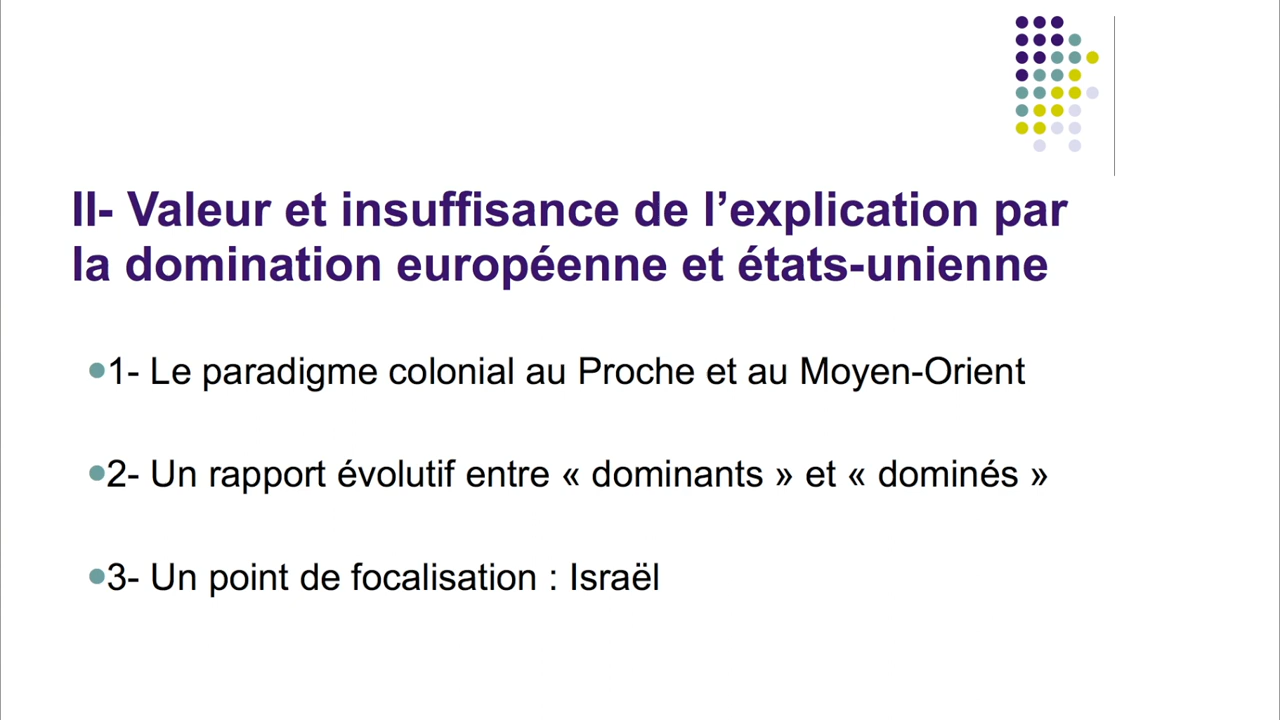 II- Valeur et insuffisance de l’explication par
la domination européenne et états-unienne
1- Le paradigme colonial au Proche et au Moyen-Orient
2- Un rapport évolutif entre « dominants » et « dominés »
3- Un point de focalisation : Israël